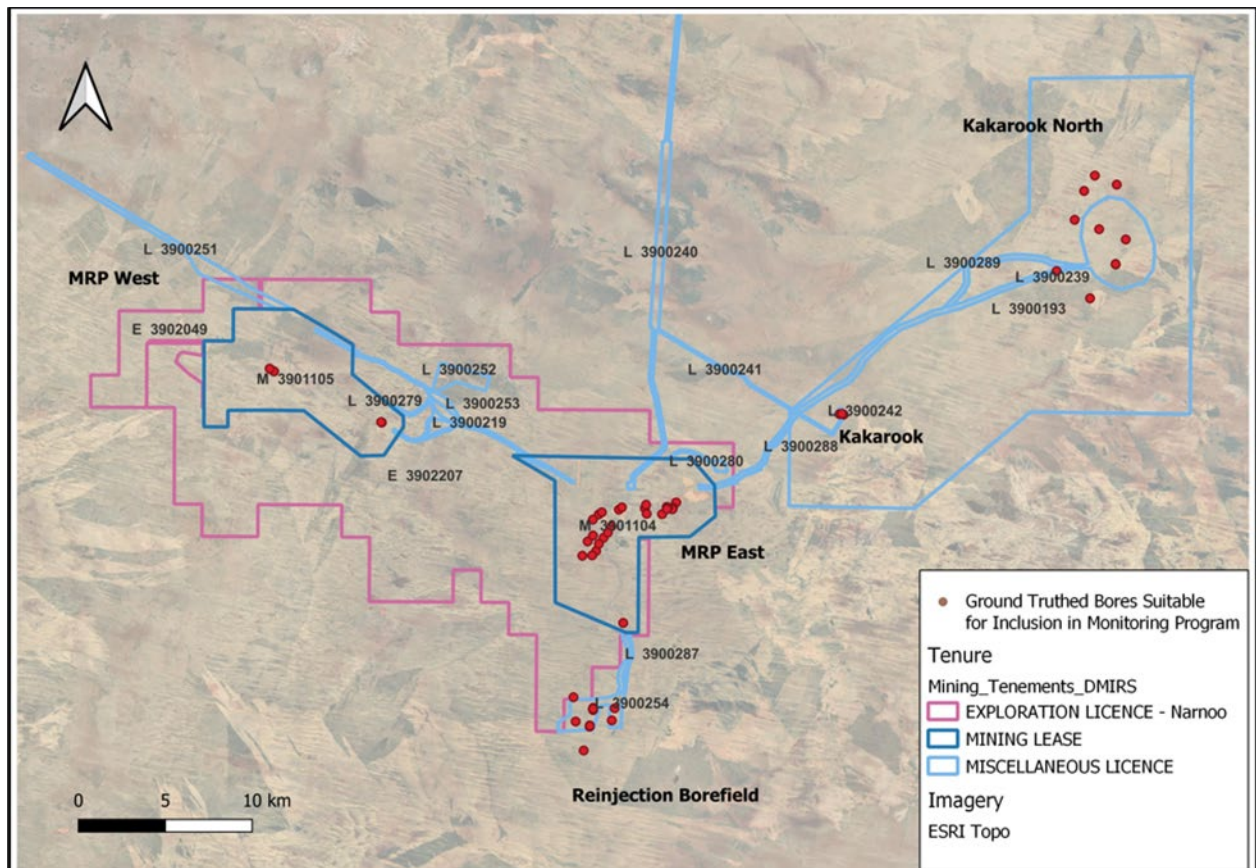 Kakarook North
L 3900251
L 3900240
L 3900289
MRP West
L 3900239
L 3900193
E 3902049
L 3900252
L 3900241
M 3901105
L 3900279
L 3900253
L 3900242
L 3900219
Kakarook
L 3900288
L 3900280
E 3902207
M 3901104
MRP East
L 3900287
L 3900254
Reinjection Borefield
0 5 10 km
Ground Truthed Bores Suitable
for Inclusion in Monitoring Program
Tenure
Mining_Tenements_DMIRS
EXPLORATION LICENCE - Narnoo
MINING LEASE
MISCELLANEOUS LICENCE
Imagery
ESRI Topo